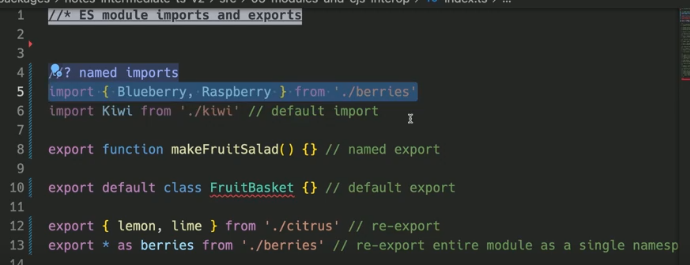 packages > notes-intermediate-ts-v2 > src > 06-modules-and-cjs-interop > index.ts > ...
1 //* ES module imports and exports
2
3
4 //? named imports
5 import { Blueberry, Raspberry } from './berries'
6 import Kiwi from './kiwi' // default import
7
8 export function makeFruitSalad() {} // named export
9
10 export default class FruitBasket {} // default export
11
12 export { lemon, lime } from './citrus' // re-export
13 export * as berries from './berries' // re-export entire module as a single namesp
14